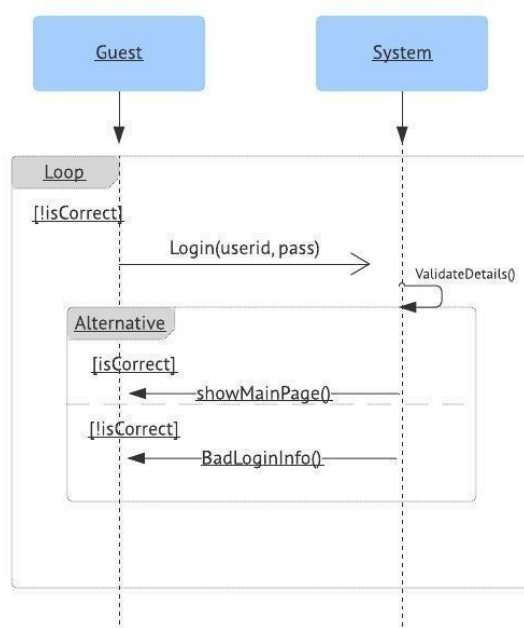 Guest
System
Loop
[!isCorrect]
Login(userid, pass)
ValidateDetails()
Alternative
[isCorrect]
showMainPage()
[!isCorrect]
BadLoginInfo()